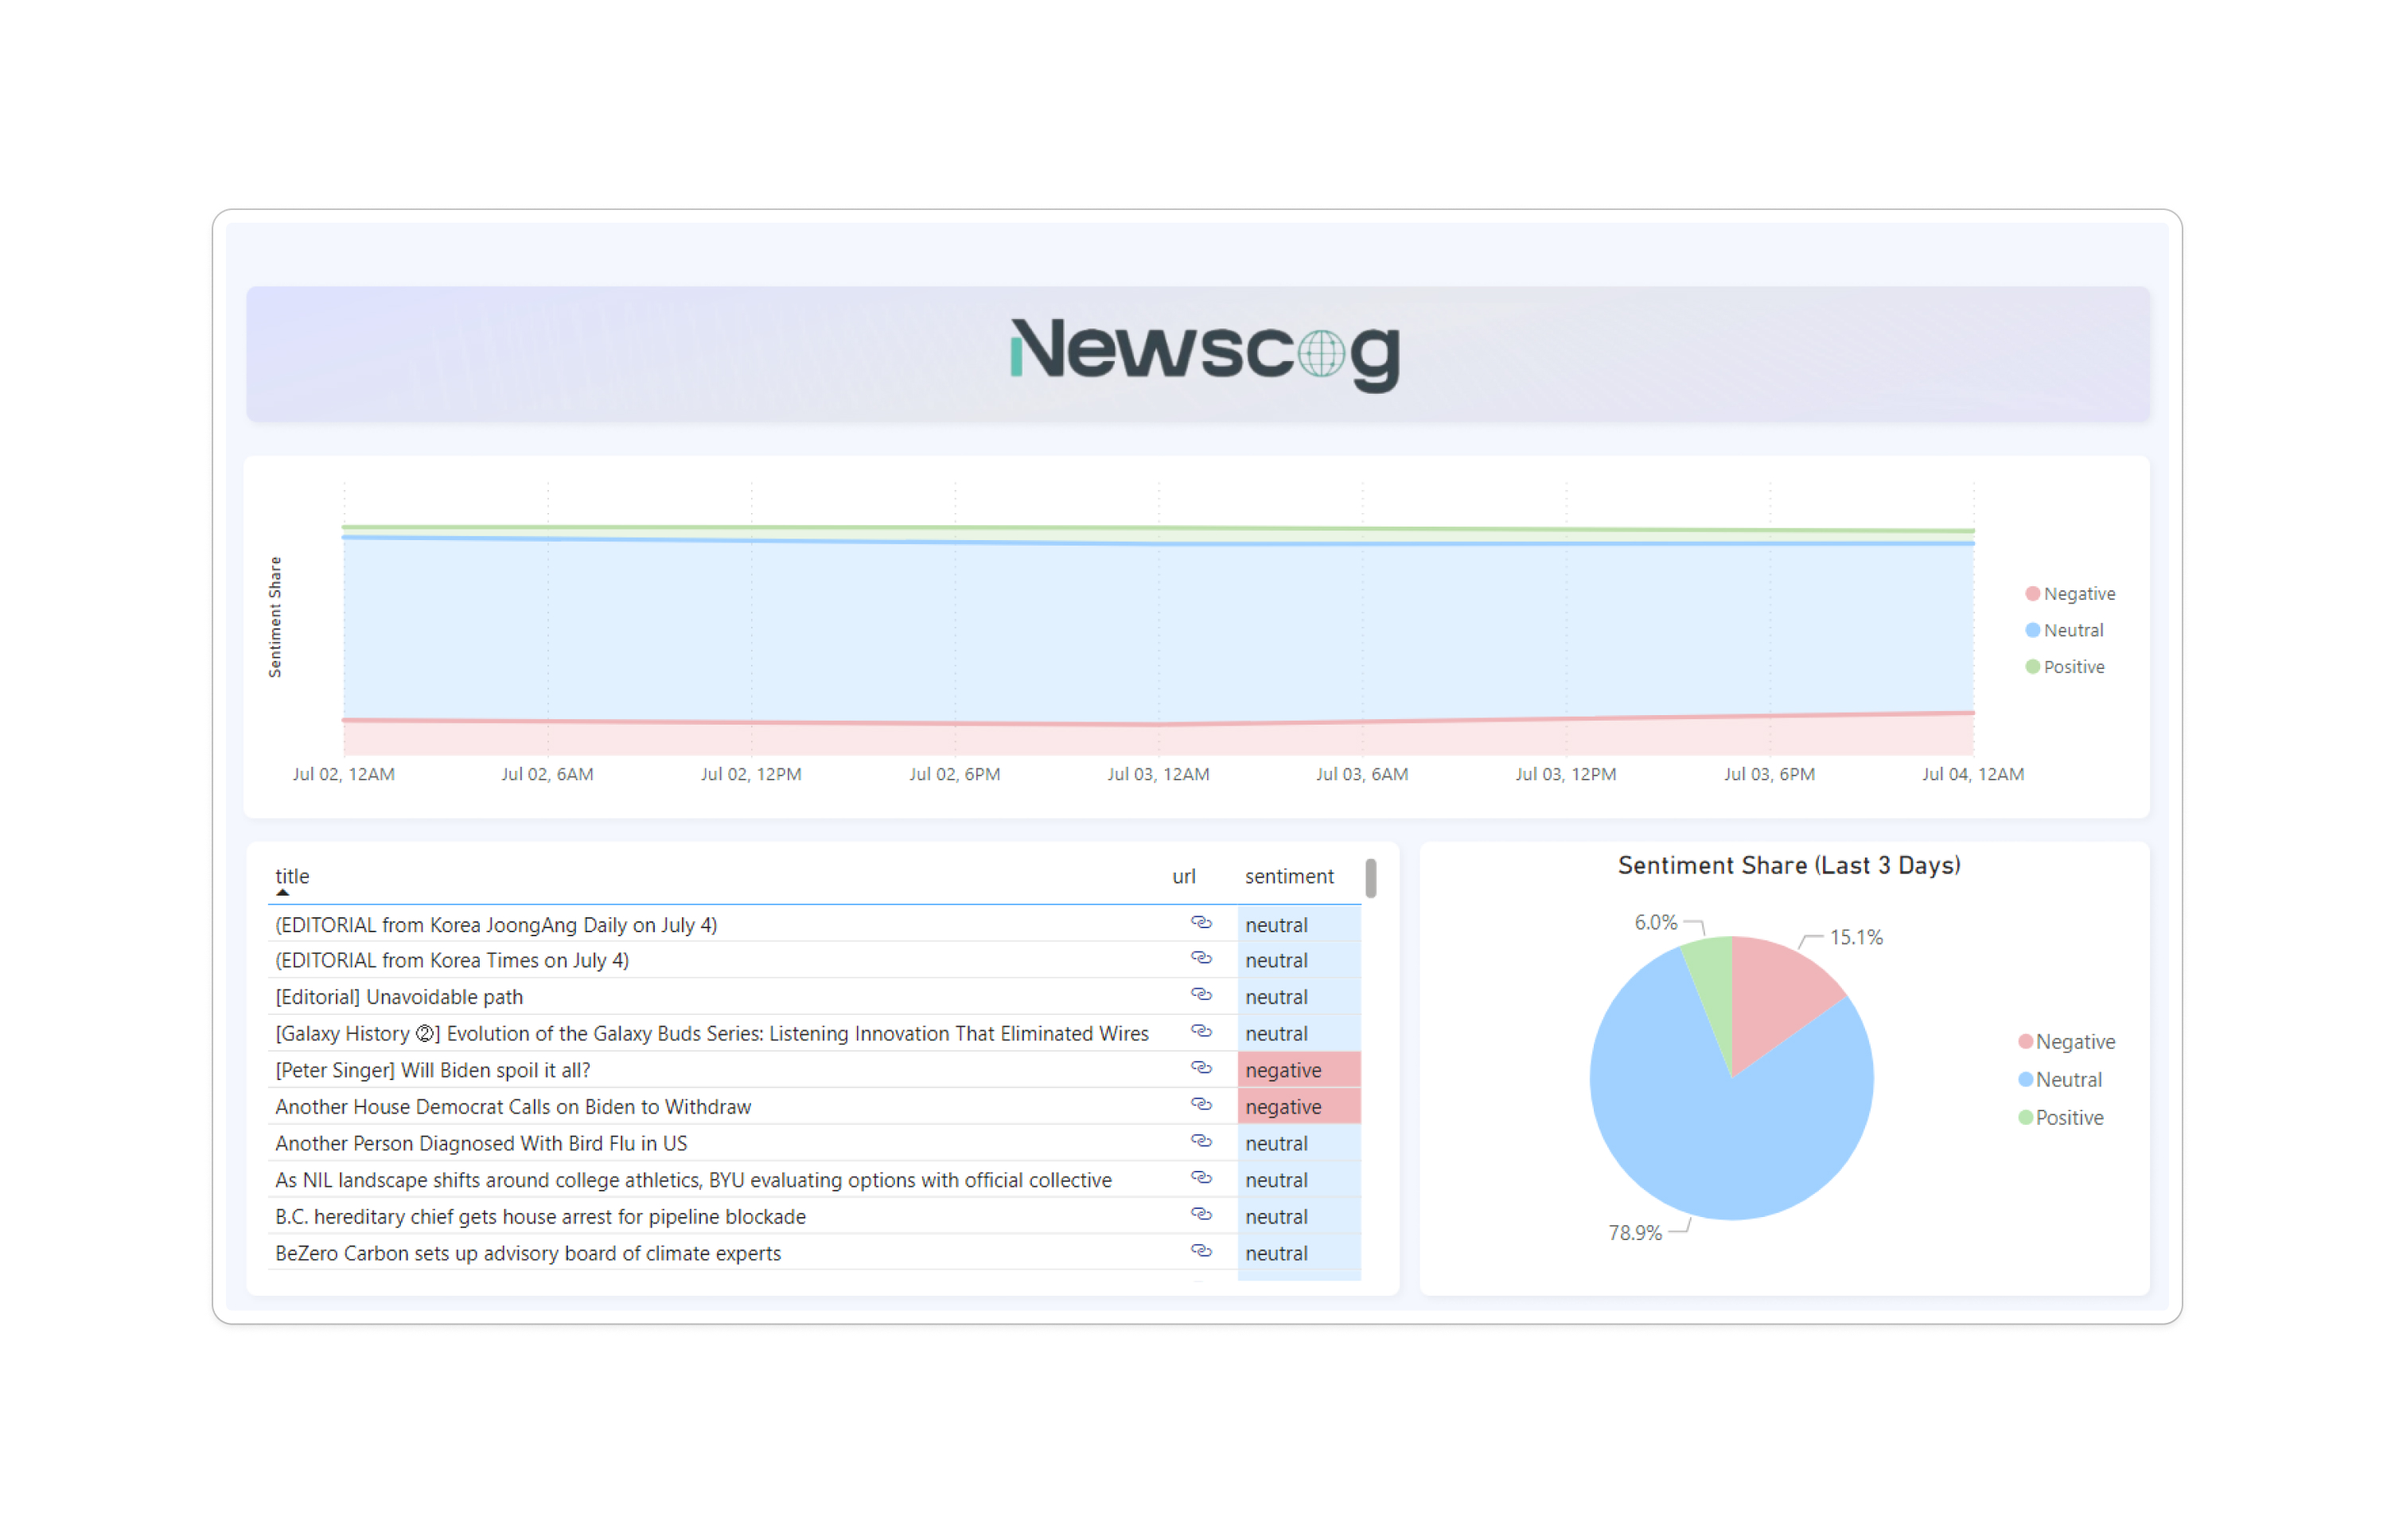 Newscog
Sentiment Share
Negative
Neutral
Positive
Jul 02, 12AM Jul 02, 6AM Jul 02, 12PM Jul 02, 6PM Jul 03, 12AM Jul 03, 6AM Jul 03, 12PM Jul 03, 6PM Jul 04, 12AM
title url sentiment
(EDITORIAL from Korea JoongAng Daily on July 4) neutral
(EDITORIAL from Korea Times on July 4) neutral
[Editorial] Unavoidable path neutral
[Galaxy History ②] Evolution of the Galaxy Buds Series: Listening Innovation That Eliminated Wires neutral
[Peter Singer] Will Biden spoil it all? negative
Another House Democrat Calls on Biden to Withdraw negative
Another Person Diagnosed With Bird Flu in US neutral
As NIL landscape shifts around college athletics, BYU evaluating options with official collective neutral
B.C. hereditary chief gets house arrest for pipeline blockade neutral
BeZero Carbon sets up advisory board of climate experts neutral
Sentiment Share (Last 3 Days)
6.0%
15.1%
78.9%
Negative
Neutral
Positive